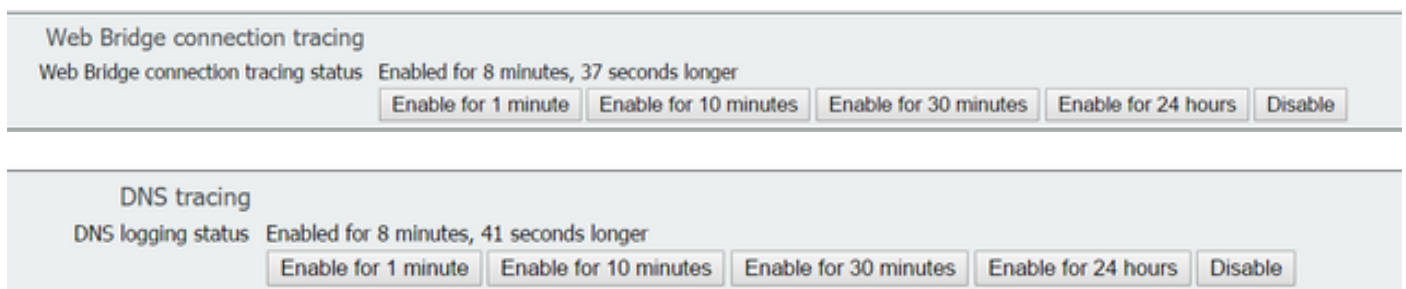 Web Bridge connection tracing
Web Bridge connection tracing status Enabled for 8 minutes, 37 seconds longer
Enable for 1 minute Enable for 10 minutes Enable for 30 minutes Enable for 24 hours Disable
DNS tracing
DNS logging status Enabled for 8 minutes, 41 seconds longer
Enable for 1 minute Enable for 10 minutes Enable for 30 minutes Enable for 24 hours Disable